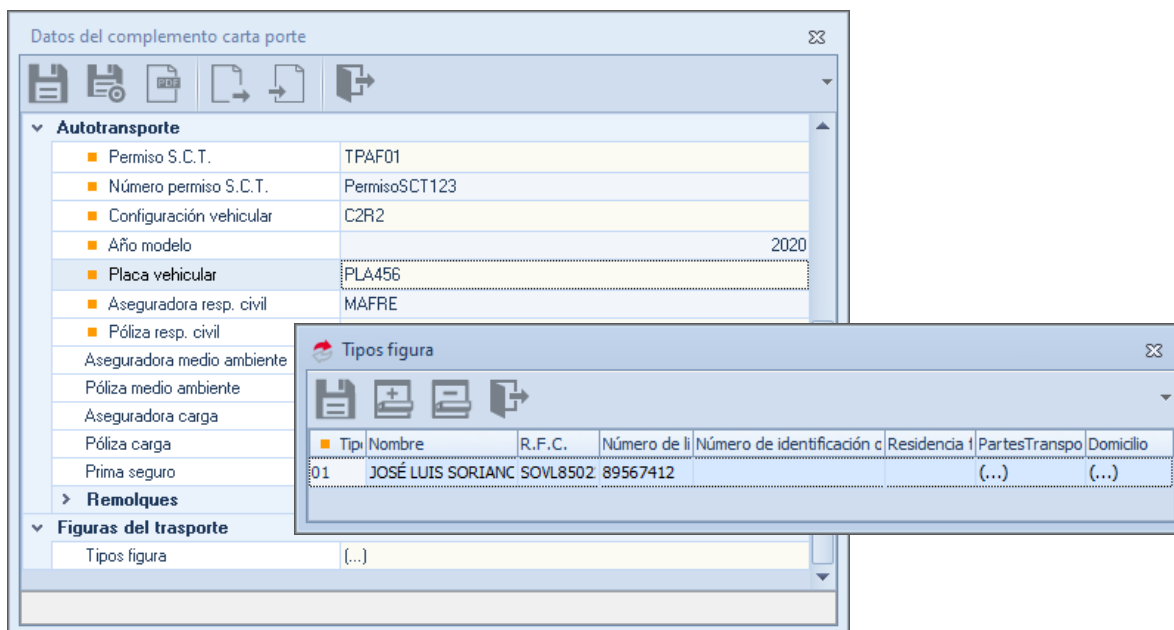 Datos del complemento carta porte
PDF
Autotransporte
Permiso S.C.T. TPAF01
Número permiso S.C.T. PermisoSCT123
Configuración vehicular C2R2
Año modelo 2020
Placa vehicular PLA456
Aseguradora resp. civil MAFRE
Póliza resp. civil
Aseguradora medio ambiente
Póliza medio ambiente
Aseguradora carga
Póliza carga
Prima seguro
Remolques
Figuras del trasporte
Tipos figura (...)
Tipos figura
Tip Nombre R.F.C. Número de li Número de identificación c Residencia f PartesTranspo Domicilio
01 JOSÉ LUIS SORIANO SOVL8502 89567412 (...) (...)